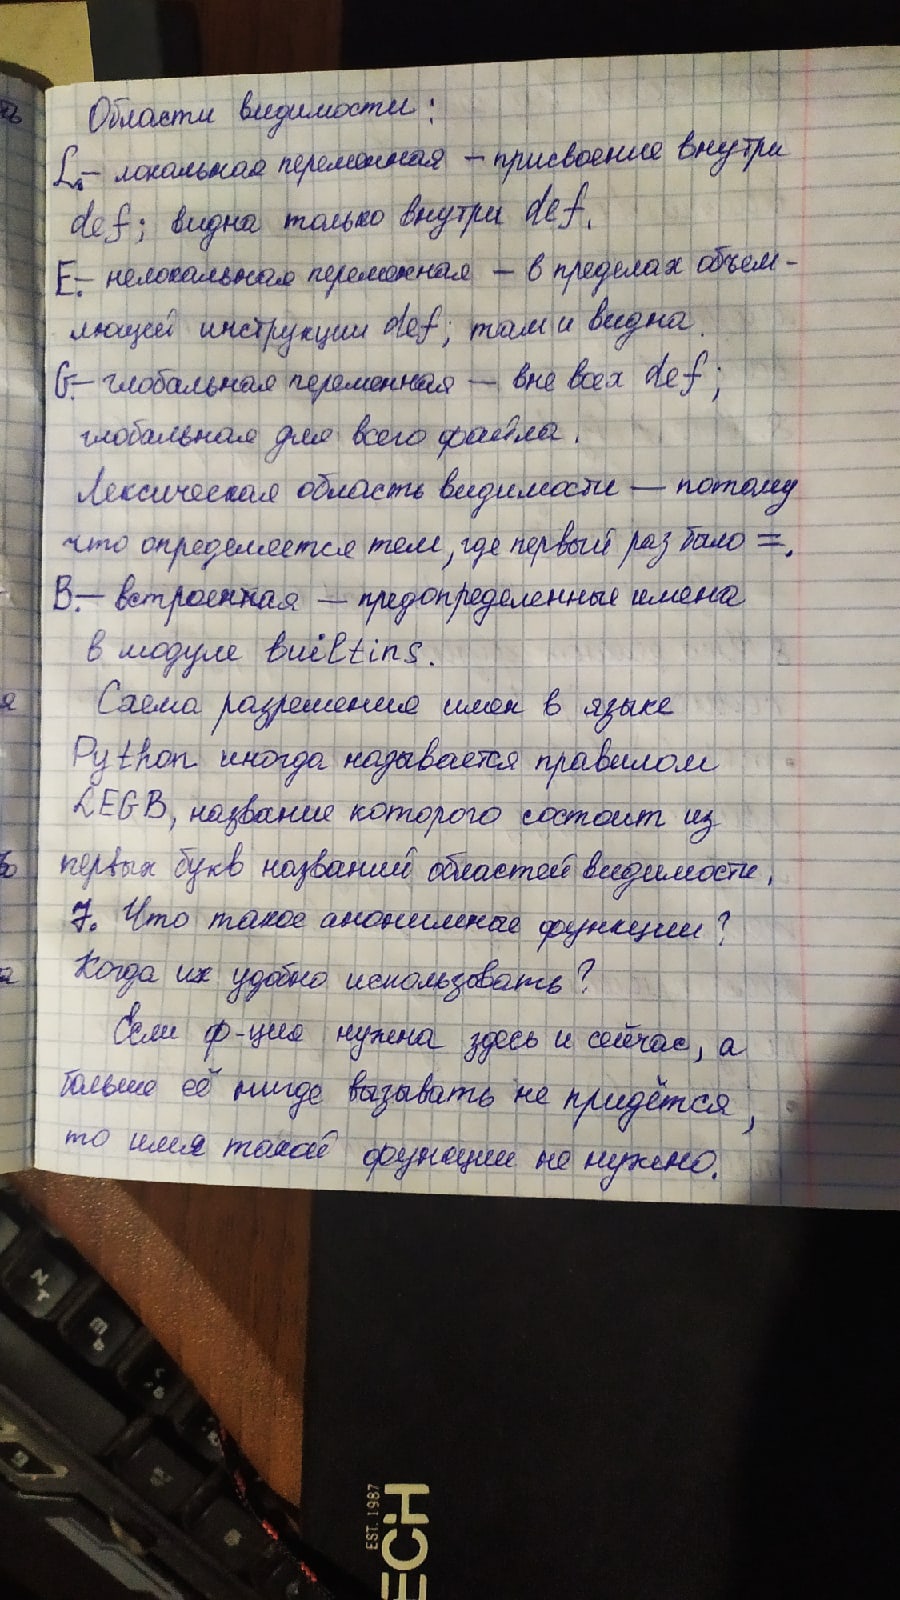 Области видимости:
L.– локальная переменная – присвоение внутри
def; видна только внутри def.
E.– нелокальная переменная – в пределах объем-
лющей инструкции def; там и видна.
G.– глобальная переменная – вне всех def;
глобальная для всего файла.
Лексическая область видимости – потому
что определяется тем, где первый раз было =.
B.– встроенная – предопределенные имена
в модуле builtins.
Схема разрешения имен в языке
Python иногда называется правилом
LEGB, название которого состоит из
первых букв названий областей видимости.
7. Что такое анонимные функции?
Когда их удобно использовать?
Если ф-ция нужна здесь и сейчас, а
больше её нигде вызывать не придётся,
то имя такой функции не нужно.
EST. 1987
ECH